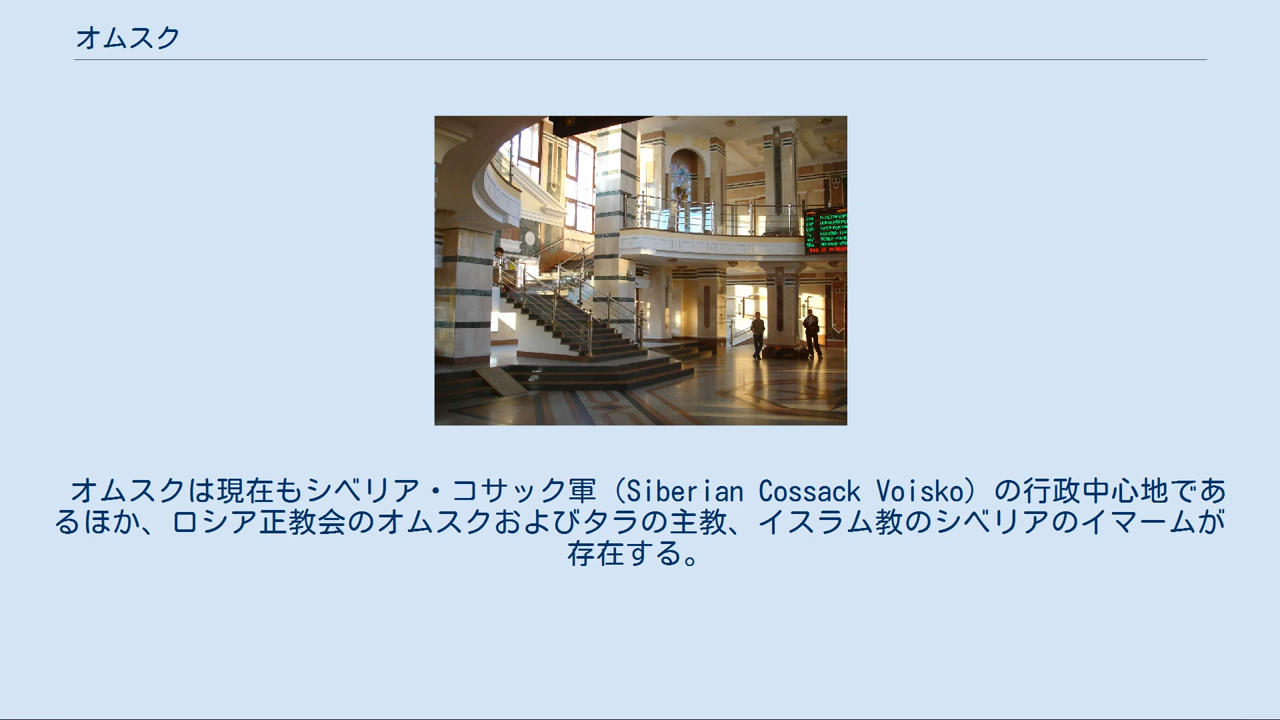 オムスク
オムスクは現在もシベリア・コサック軍（Siberian Cossack Voisko）の行政中心地であ
るほか、ロシア正教会のオムスクおよびタラの主教、イスラム教のシベリアのイマームが
存在する。